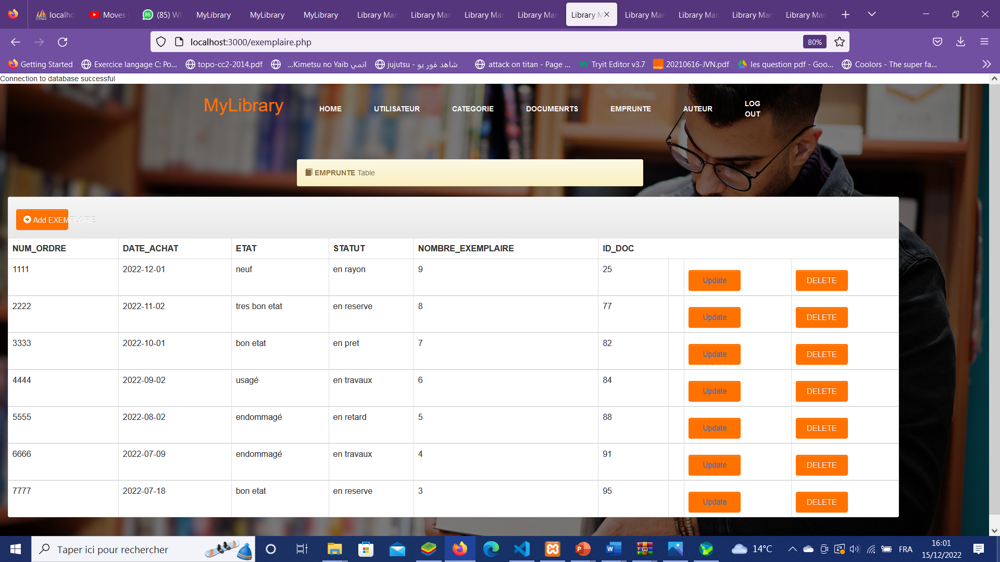 localho
Moves
(85) Wh
MyLibrary
MyLibrary
MyLibrary
Library Man
Library Man
Library Man
Library Man
Library M
Library Man
Library Man
Library Man
Library Man
localhost:3000/exemplaire.php
80%
Getting Started
Exercice langage C: Po...
topo-cc2-2014.pdf
...Kimetsu no Yaib انمي
شاهد فور يو - jujutsu
attack on titan - Page ...
Tryit Editor v3.7
20210616-JVN.pdf
les question pdf - Goo...
Coolors - The super fa...
Connection to database successful
MyLibrary
HOME
UTILISATEUR
CATEGORIE
DOCUMENRTS
EMPRUNTE
AUTEUR
LOG
OUT
EMPRUNTE Table
Add EXEMPLAIRE
NUM_ORDRE DATE_ACHAT ETAT STATUT NOMBRE_EXEMPLAIRE ID_DOC
1111 2022-12-01 neuf en rayon 9 25 Update DELETE
2222 2022-11-02 tres bon etat en reserve 8 77 Update DELETE
3333 2022-10-01 bon etat en pret 7 82 Update DELETE
4444 2022-09-02 usagé en travaux 6 84 Update DELETE
5555 2022-08-02 endommagé en retard 5 88 Update DELETE
6666 2022-07-09 endommagé en travaux 4 91 Update DELETE
7777 2022-07-18 bon etat en reserve 3 95 Update DELETE
Taper ici pour rechercher
14°C
FRA
16:01
15/12/2022